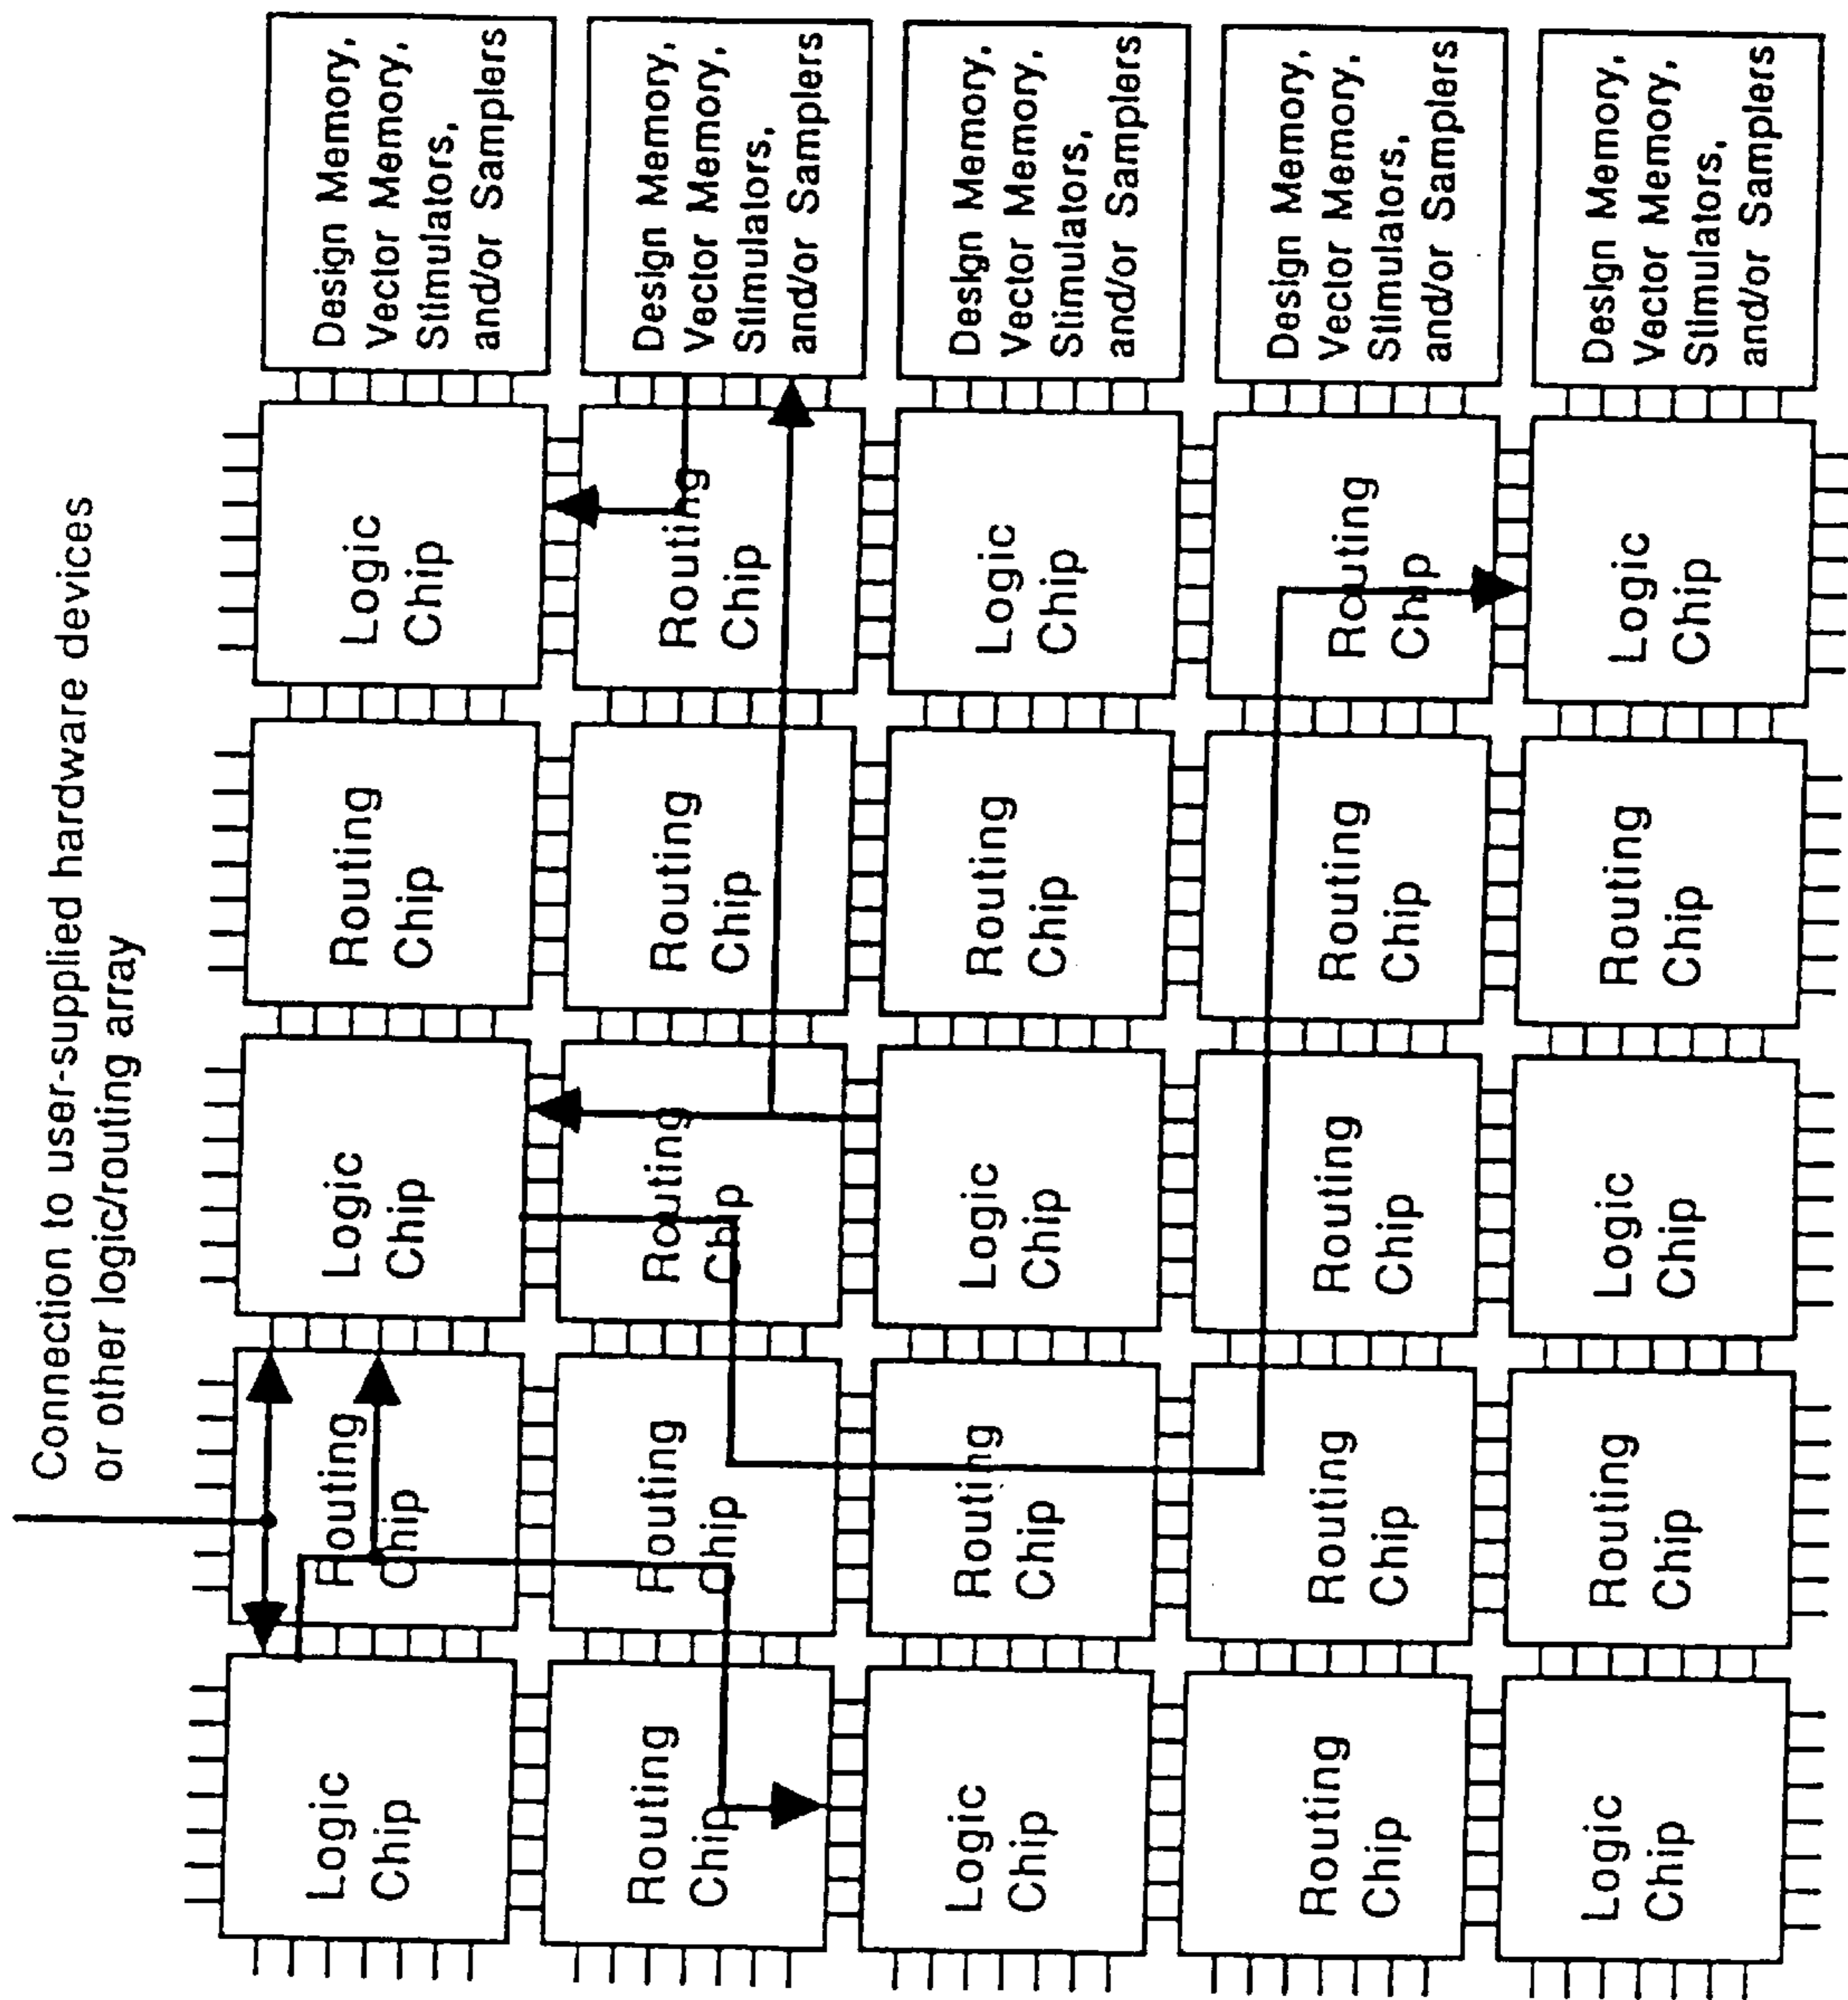 Connection to user-supplied hardware devices
or other logic/routing array
Logic
Chip
Routing
Chip
Logic
Chip
Routing
Chip
Logic
Chip
Design Memory,
Vector Memory,
Stimulators,
and/or Samplers
Routing
Chip
Routing
Chip
Routing
Chip
Routing
Chip
Routing
Chip
Design Memory,
Vector Memory,
Stimulators,
and/or Samplers
Logic
Chip
Routing
Chip
Logic
Chip
Routing
Chip
Logic
Chip
Design Memory,
Vector Memory,
Stimulators,
and/or Samplers
Routing
Chip
Routing
Chip
Routing
Chip
Routing
Chip
Routing
Chip
Design Memory,
Vector Memory,
Stimulators,
and/or Samplers
Logic
Chip
Routing
Chip
Logic
Chip
Routing
Chip
Logic
Chip
Design Memory,
Vector Memory,
Stimulators,
and/or Samplers